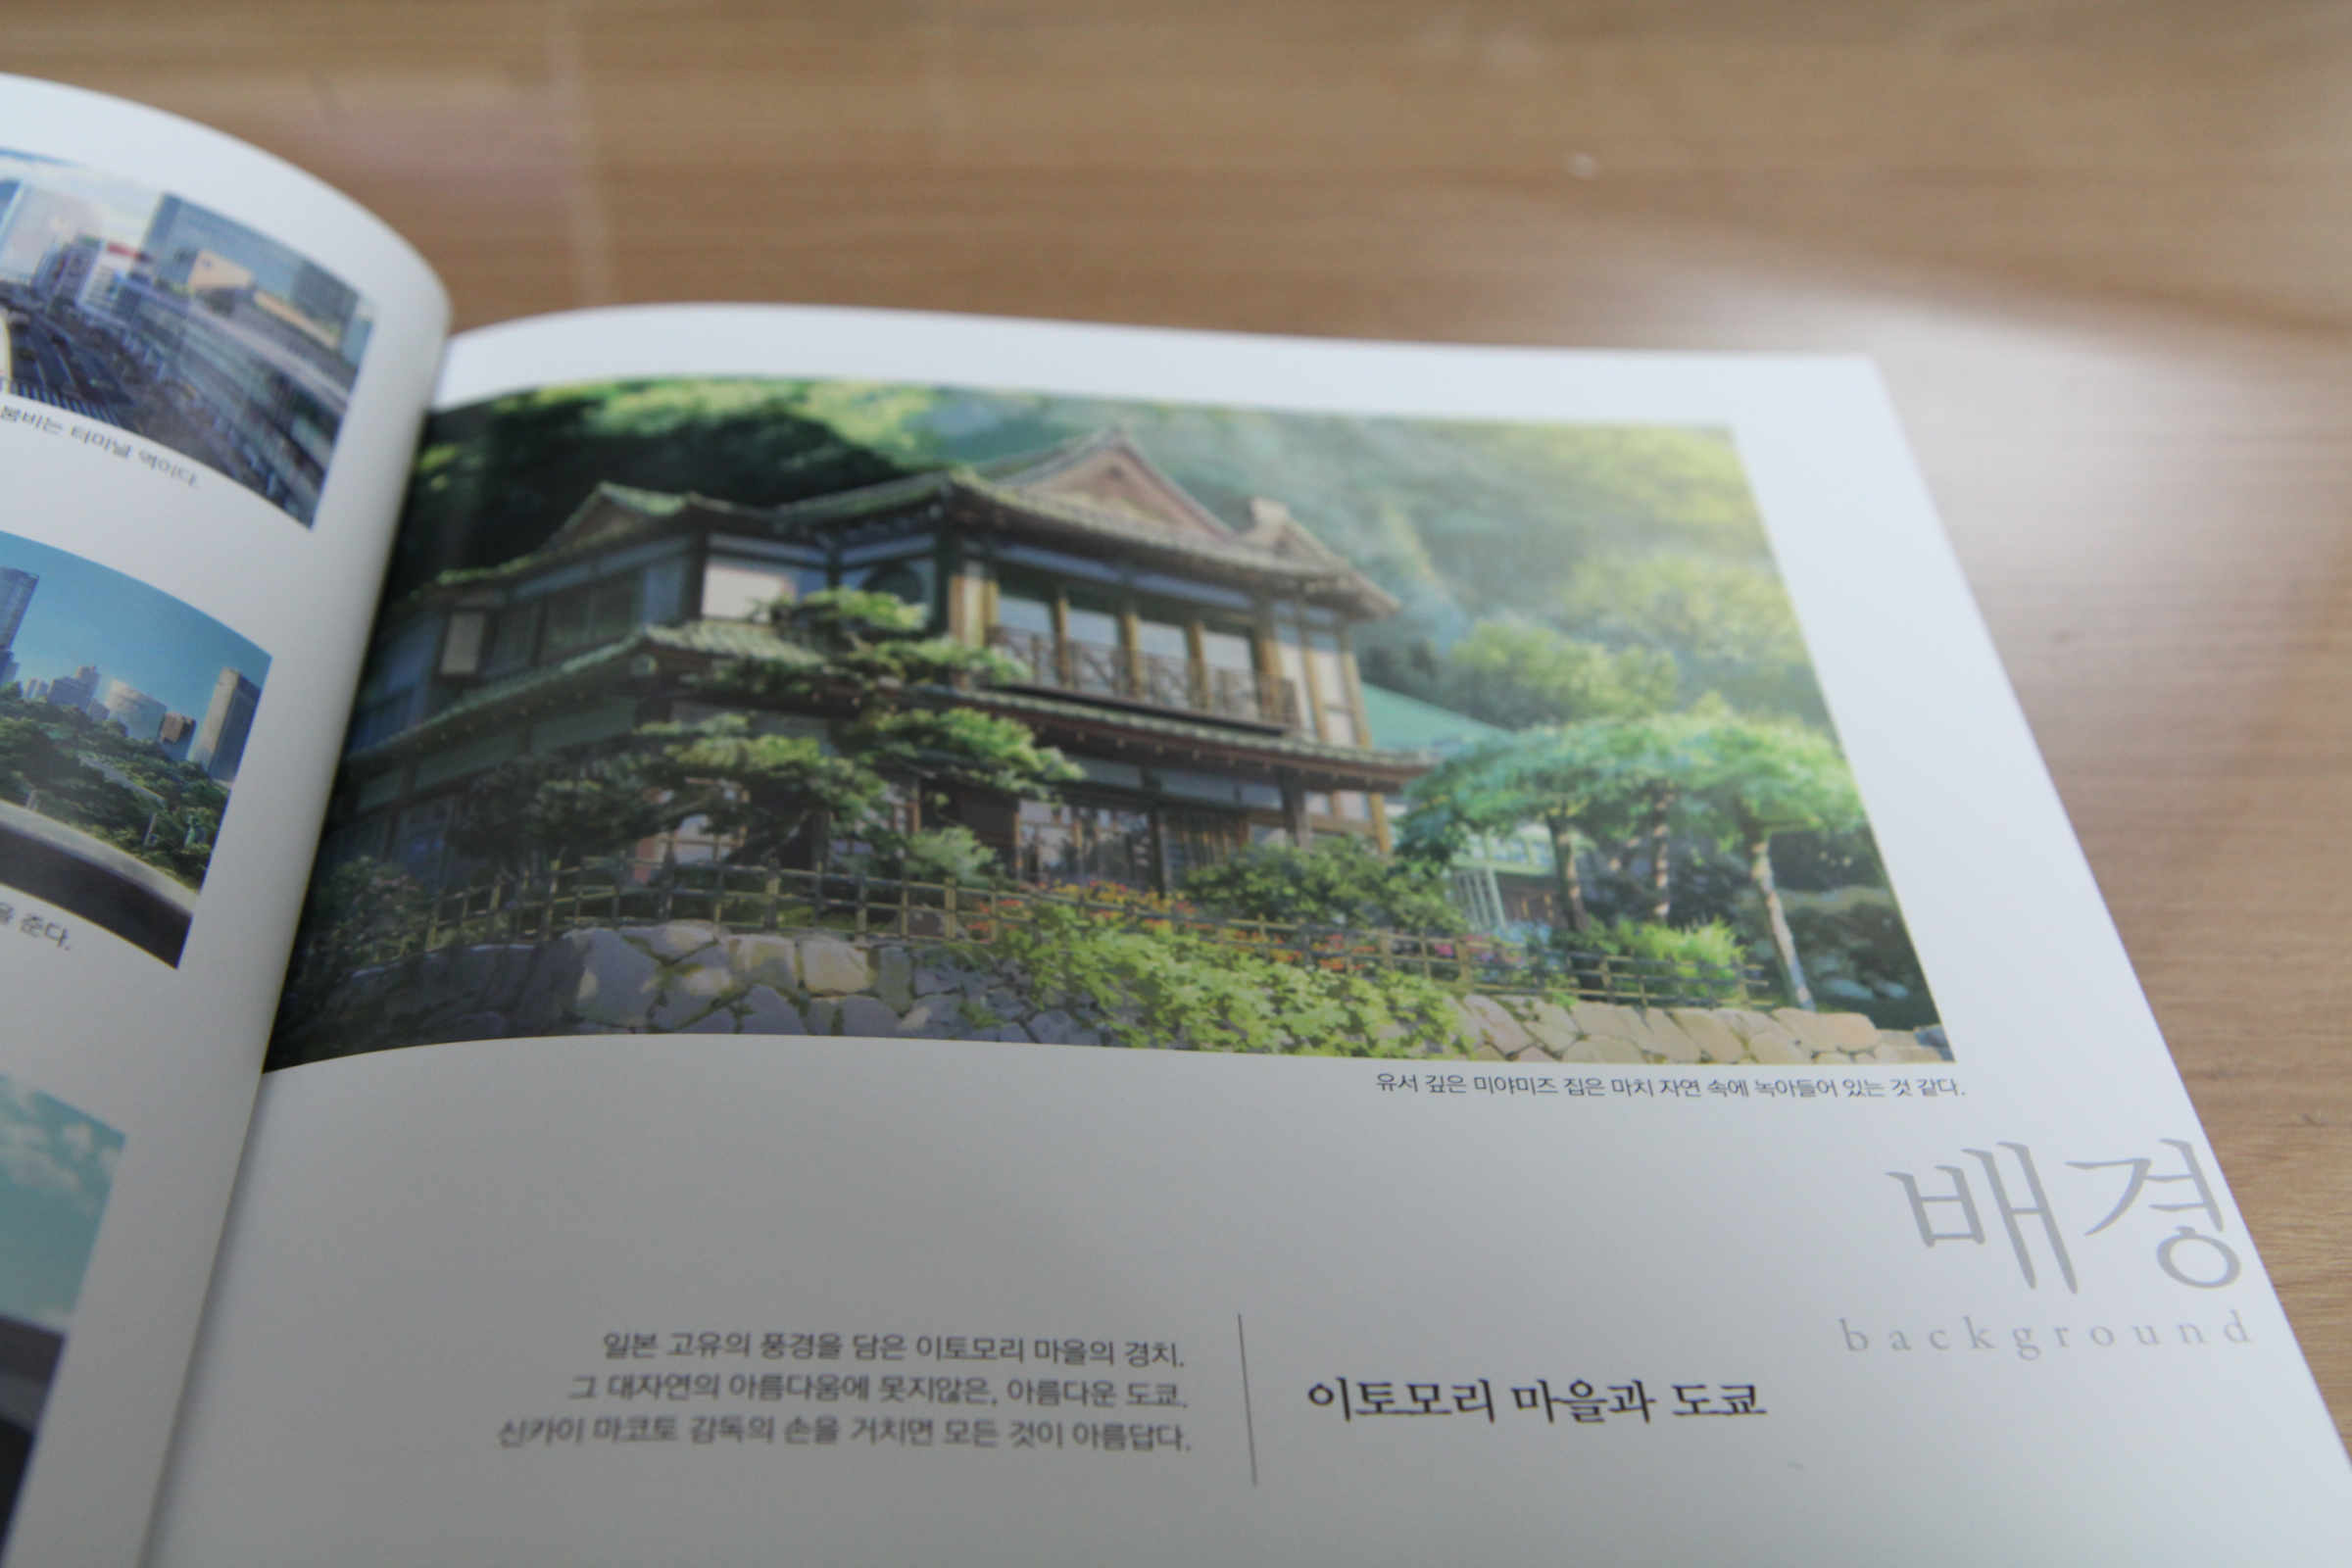 붐비는 터미널 역이다.
을 준다.
유서 깊은 미야미즈 집은 마치 자연 속에 녹아들어 있는 것 같다.
배경
background
이토모리 마을과 도쿄
일본 고유의 풍경을 담은 이토모리 마을의 경치.
그 대자연의 아름다움에 못지않은, 아름다운 도쿄.
신카이 마코토 감독의 손을 거치면 모든 것이 아름답다.